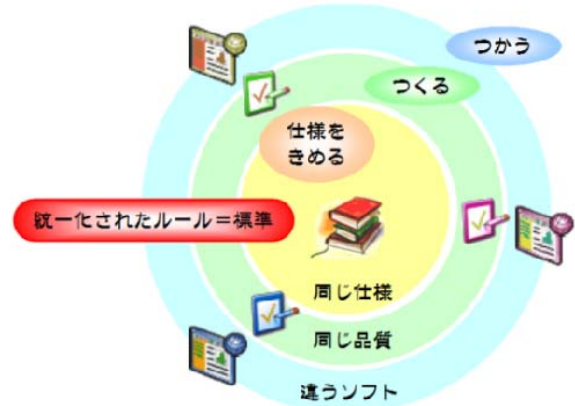 つかう
つくる
仕様を
きめる
統一化されたルール＝標準
同じ仕様
同じ品質
違うソフト